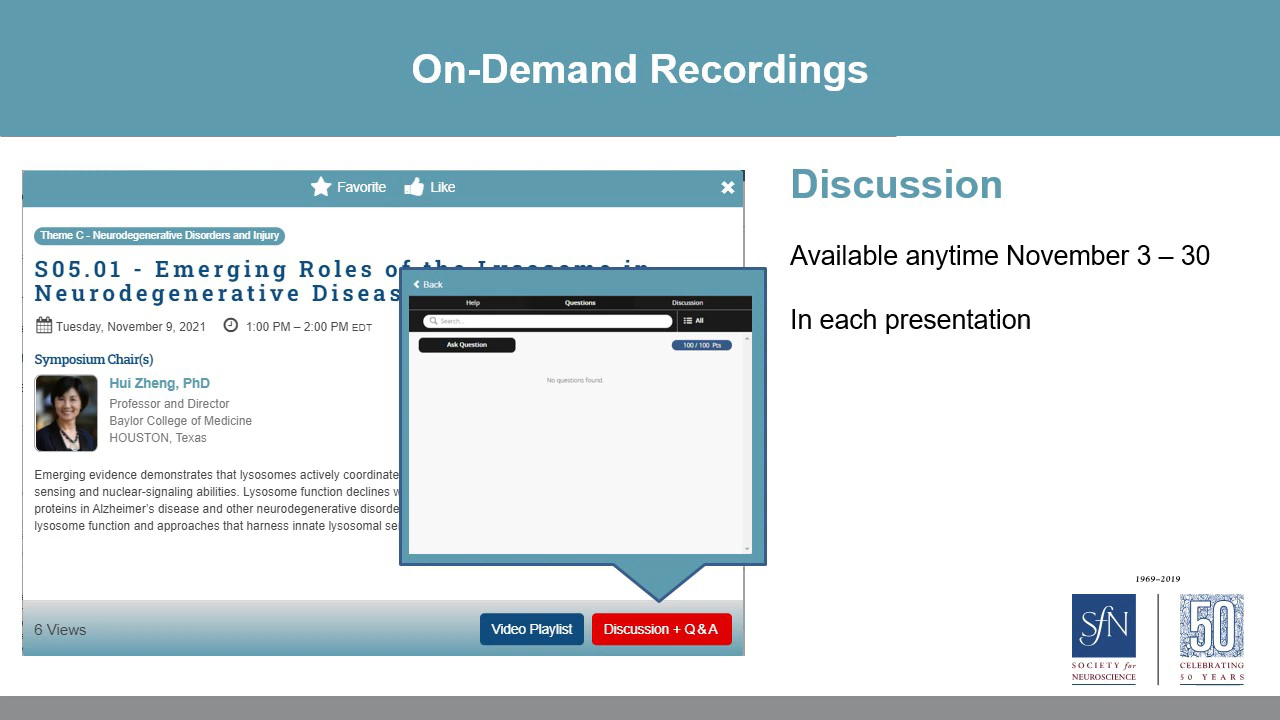 On-Demand Recordings
Favorite Like
Theme C - Neurodegenerative Disorders and Injury
S05.01 - Emerging Roles of the Lysosome in
Neurodegenerative Diseas
Tuesday, November 9, 2021 1:00 PM – 2:00 PM EDT
Symposium Chair(s)
Hui Zheng, PhD
Professor and Director
Baylor College of Medicine
HOUSTON, Texas
Emerging evidence demonstrates that lysosomes actively coordinate
sensing and nuclear-signaling abilities. Lysosome function declines w
proteins in Alzheimer's disease and other neurodegenerative disorde
lysosome function and approaches that harness innate lysosomal se
6 Views
Video Playlist
Discussion + Q & A
Back
Help Questions Discussion
Search... All
Ask Question 100 / 100 Pts
No questions found.
Discussion
Available anytime November 3 – 30
In each presentation
1969–2019
SfN
SOCIETY for
NEUROSCIENCE
50
CELEBRATING
50 YEARS